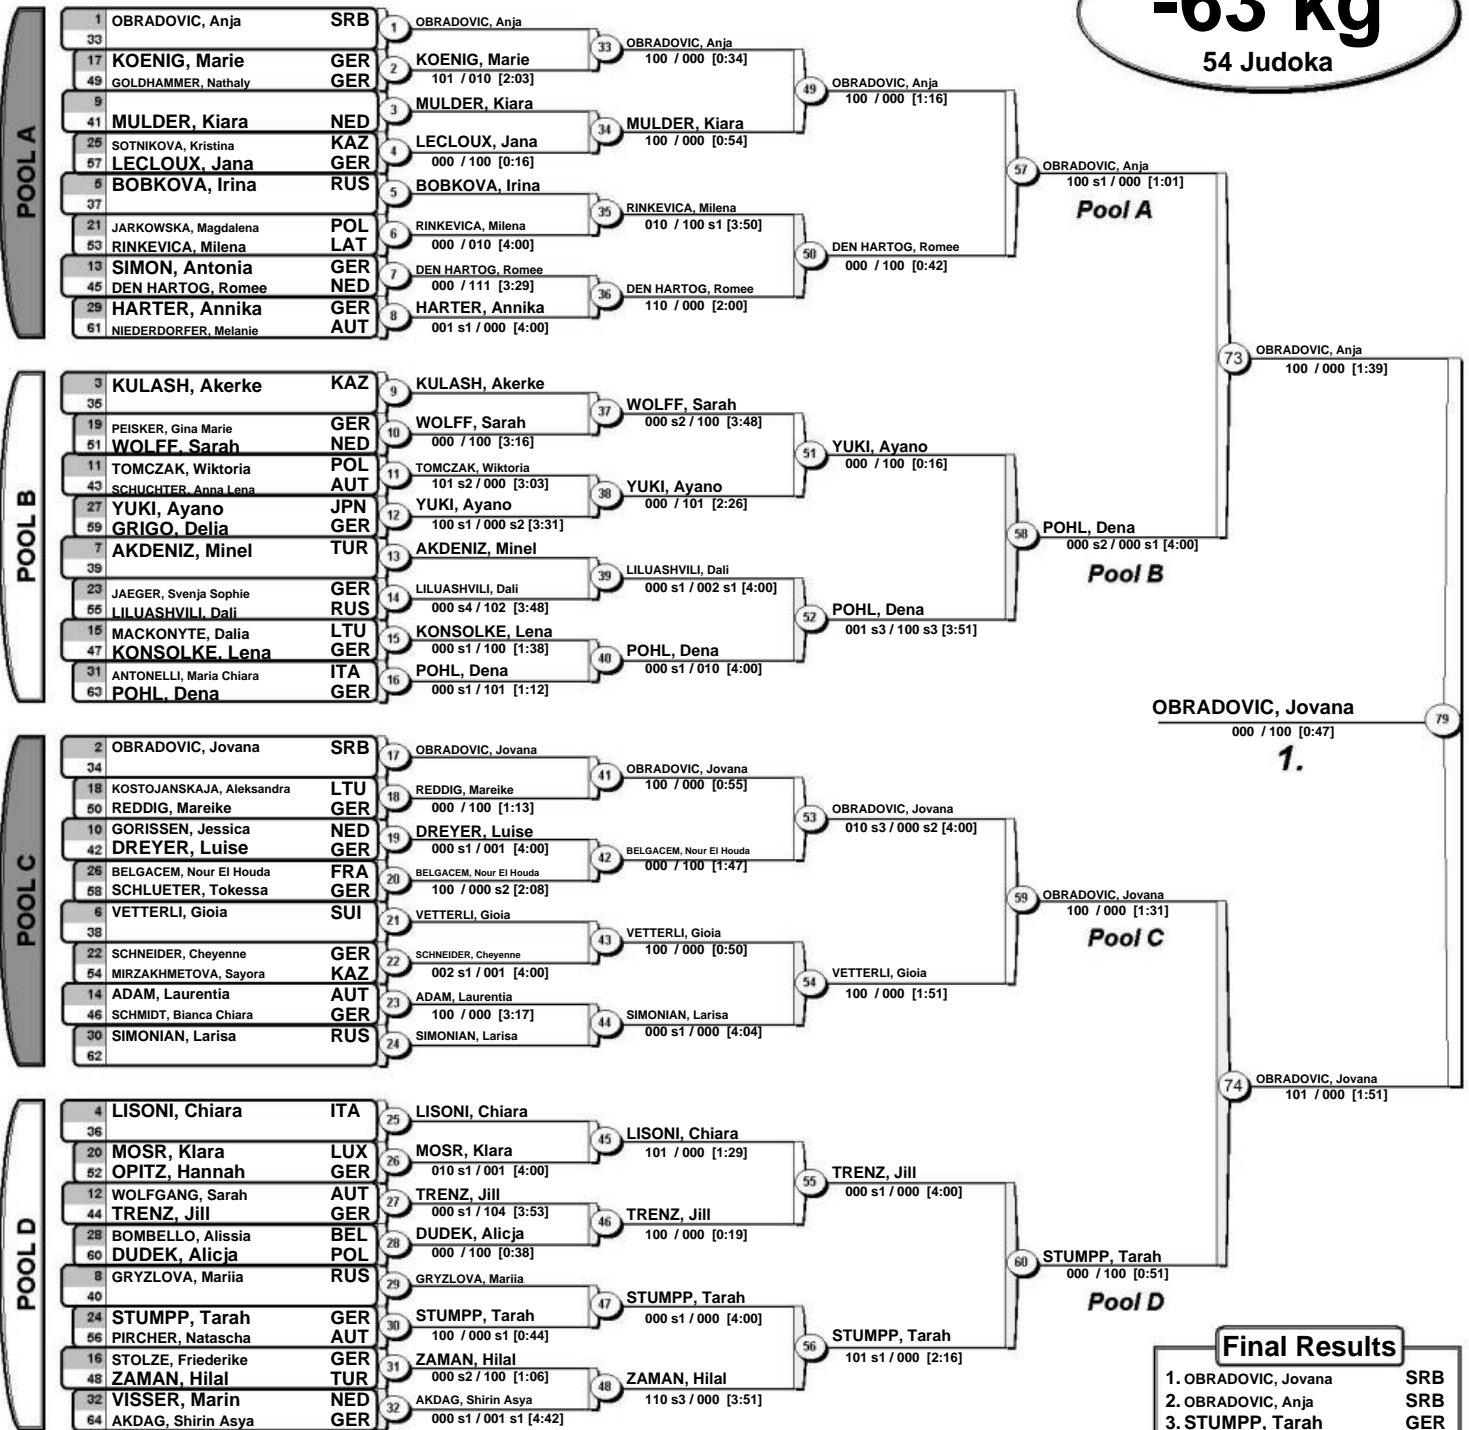 -63 kg
54 Judoka
POOL A
1 OBRADOVIC, Anja SRB
33
17 KOENIG, Marie GER
49 GOLDHAMMER, Nathaly GER
9
41 MULDER, Kiara NED
25 SOTNIKOVA, Kristina KAZ
57 LECLOUX, Jana GER
5 BOBKOVA, Irina RUS
37
21 JARKOWSKA, Magdalena POL
53 RINKEVICA, Milena LAT
13 SIMON, Antonia GER
45 DEN HARTOG, Romee NED
29 HARTER, Annika GER
61 NIEDERDORFER, Melanie AUT
1 OBRADOVIC, Anja
2 KOENIG, Marie
101 / 010 [2:03]
3 MULDER, Kiara
4 LECLOUX, Jana
000 / 100 [0:16]
5 BOBKOVA, Irina
6 RINKEVICA, Milena
000 / 010 [4:00]
7 DEN HARTOG, Romee
000 / 111 [3:29]
8 HARTER, Annika
001 s1 / 000 [4:00]
33 OBRADOVIC, Anja
100 / 000 [0:34]
34 MULDER, Kiara
100 / 000 [0:54]
35 RINKEVICA, Milena
010 / 100 s1 [3:50]
36 DEN HARTOG, Romee
110 / 000 [2:00]
49 OBRADOVIC, Anja
100 / 000 [1:16]
50 DEN HARTOG, Romee
000 / 100 [0:42]
57 OBRADOVIC, Anja
100 s1 / 000 [1:01]
Pool A
POOL B
3 KULASH, Akerke KAZ
35
19 PEISKER, Gina Marie GER
51 WOLFF, Sarah NED
11 TOMCZAK, Wiktoria POL
43 SCHUCHTER, Anna Lena AUT
27 YUKI, Ayano JPN
59 GRIGO, Delia GER
7 AKDENIZ, Minel TUR
39
23 JAEGER, Svenja Sophie GER
55 LILUASHVILI, Dali RUS
15 MACKONYTE, Dalia LTU
47 KONSOLKE, Lena GER
31 ANTONELLI, Maria Chiara ITA
63 POHL, Dena GER
9 KULASH, Akerke
10 WOLFF, Sarah
000 / 100 [3:16]
11 TOMCZAK, Wiktoria
101 s2 / 000 [3:03]
12 YUKI, Ayano
100 s1 / 000 s2 [3:31]
13 AKDENIZ, Minel
14 LILUASHVILI, Dali
000 s4 / 102 [3:48]
15 KONSOLKE, Lena
000 s1 / 100 [1:38]
16 POHL, Dena
000 s1 / 101 [1:12]
37 WOLFF, Sarah
000 s2 / 100 [3:48]
38 YUKI, Ayano
000 / 101 [2:26]
39 LILUASHVILI, Dali
000 s1 / 002 s1 [4:00]
40 POHL, Dena
000 s1 / 010 [4:00]
51 YUKI, Ayano
000 / 100 [0:16]
52 POHL, Dena
001 s3 / 100 s3 [3:51]
58 POHL, Dena
000 s2 / 000 s1 [4:00]
Pool B
73 OBRADOVIC, Anja
100 / 000 [1:39]
OBRADOVIC, Jovana 79
000 / 100 [0:47]
1.
POOL C
2 OBRADOVIC, Jovana SRB
34
18 KOSTOJANSKAJA, Aleksandra LTU
50 REDDIG, Mareike GER
10 GORISSEN, Jessica NED
42 DREYER, Luise GER
26 BELGACEM, Nour El Houda FRA
58 SCHLUETER, Tokessa GER
6 VETTERLI, Gioia SUI
38
22 SCHNEIDER, Cheyenne GER
54 MIRZAKHMETOVA, Sayora KAZ
14 ADAM, Laurentia AUT
46 SCHMIDT, Bianca Chiara GER
30 SIMONIAN, Larisa RUS
62
17 OBRADOVIC, Jovana
18 REDDIG, Mareike
000 / 100 [1:13]
19 DREYER, Luise
000 s1 / 001 [4:00]
20 BELGACEM, Nour El Houda
100 / 000 s2 [2:08]
21 VETTERLI, Gioia
22 SCHNEIDER, Cheyenne
002 s1 / 001 [4:00]
23 ADAM, Laurentia
100 / 000 [3:17]
24 SIMONIAN, Larisa
41 OBRADOVIC, Jovana
100 / 000 [0:55]
42 BELGACEM, Nour El Houda
000 / 100 [1:47]
43 VETTERLI, Gioia
100 / 000 [0:50]
44 SIMONIAN, Larisa
000 s1 / 000 [4:04]
53 OBRADOVIC, Jovana
010 s3 / 000 s2 [4:00]
54 VETTERLI, Gioia
100 / 000 [1:51]
59 OBRADOVIC, Jovana
100 / 000 [1:31]
Pool C
POOL D
4 LISONI, Chiara ITA
36
20 MOSR, Klara LUX
52 OPITZ, Hannah GER
12 WOLFGANG, Sarah AUT
44 TRENZ, Jill GER
28 BOMBELLO, Alissia BEL
60 DUDEK, Alicja POL
8 GRYZLOVA, Mariia RUS
40
24 STUMPP, Tarah GER
56 PIRCHER, Natascha AUT
16 STOLZE, Friederike GER
48 ZAMAN, Hilal TUR
32 VISSER, Marin NED
64 AKDAG, Shirin Asya GER
25 LISONI, Chiara
26 MOSR, Klara
010 s1 / 001 [4:00]
27 TRENZ, Jill
000 s1 / 104 [3:53]
28 DUDEK, Alicja
000 / 100 [0:38]
29 GRYZLOVA, Mariia
30 STUMPP, Tarah
100 / 000 s1 [0:44]
31 ZAMAN, Hilal
000 s2 / 100 [1:06]
32 AKDAG, Shirin Asya
000 s1 / 001 s1 [4:42]
45 LISONI, Chiara
101 / 000 [1:29]
46 TRENZ, Jill
100 / 000 [0:19]
47 STUMPP, Tarah
000 s1 / 000 [4:00]
48 ZAMAN, Hilal
110 s3 / 000 [3:51]
55 TRENZ, Jill
000 s1 / 000 [4:00]
56 STUMPP, Tarah
101 s1 / 000 [2:16]
60 STUMPP, Tarah
000 / 100 [0:51]
Pool D
74 OBRADOVIC, Jovana
101 / 000 [1:51]
Final Results
1. OBRADOVIC, Jovana SRB
2. OBRADOVIC, Anja SRB
3. STUMPP, Tarah GER